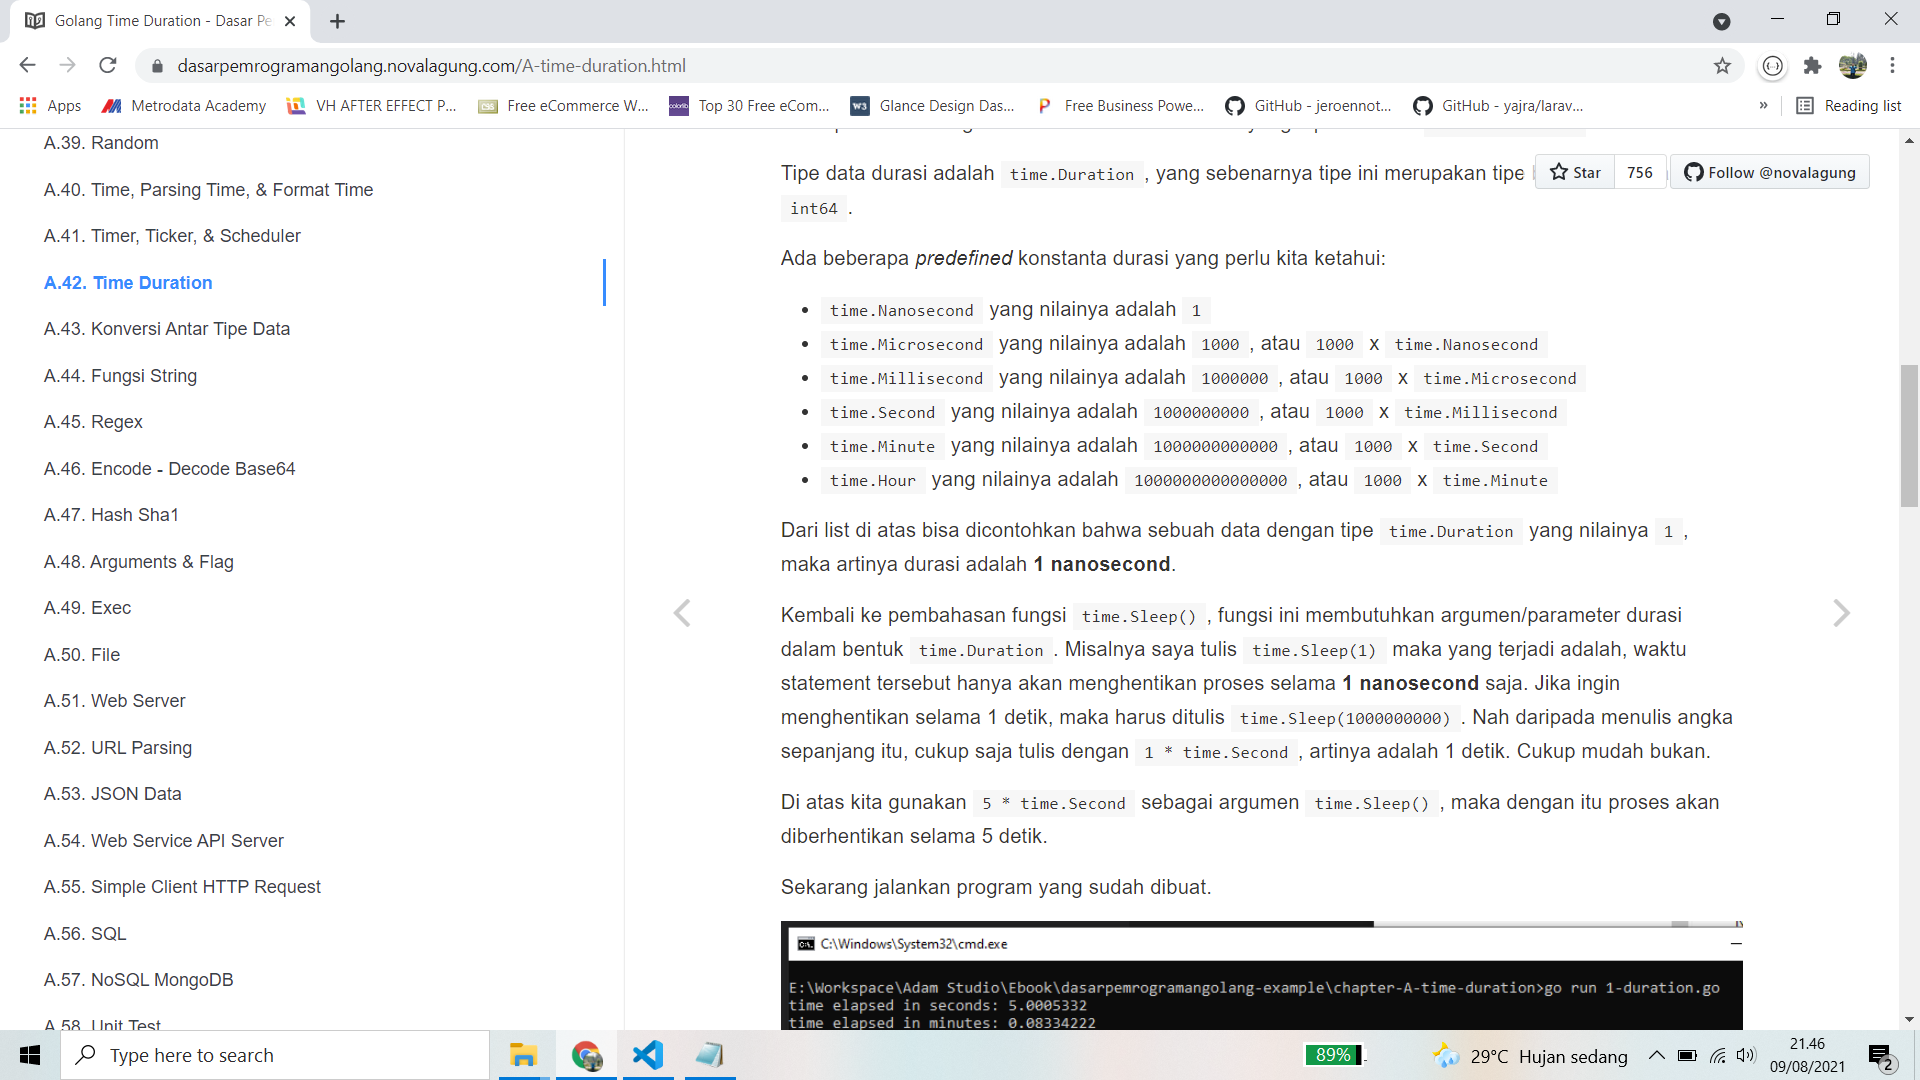 Golang Time Duration - Dasar Pe
dasarpemrogramangolang.novalagung.com/A-time-duration.html
Apps
Metrodata Academy
VH AFTER EFFECT P...
Free eCommerce W...
Top 30 Free eCom...
Glance Design Das...
Free Business Powe...
GitHub - jeroennot...
GitHub - yajra/larav...
»
Reading list
A.39. Random
A.40. Time, Parsing Time, & Format Time
A.41. Timer, Ticker, & Scheduler
A.42. Time Duration
A.43. Konversi Antar Tipe Data
A.44. Fungsi String
A.45. Regex
A.46. Encode - Decode Base64
A.47. Hash Sha1
A.48. Arguments & Flag
A.49. Exec
A.50. File
A.51. Web Server
A.52. URL Parsing
A.53. JSON Data
A.54. Web Service API Server
A.55. Simple Client HTTP Request
A.56. SQL
A.57. NoSQL MongoDB
A.58. Unit Test
Star 756
Follow @novalagung
Tipe data durasi adalah time.Duration , yang sebenarnya tipe ini merupakan tipe
int64 .
Ada beberapa predefined konstanta durasi yang perlu kita ketahui:
• time.Nanosecond yang nilainya adalah 1
• time.Microsecond yang nilainya adalah 1000 , atau 1000 x time.Nanosecond
• time.Millisecond yang nilainya adalah 1000000 , atau 1000 x time.Microsecond
• time.Second yang nilainya adalah 1000000000 , atau 1000 x time.Millisecond
• time.Minute yang nilainya adalah 1000000000000 , atau 1000 x time.Second
• time.Hour yang nilainya adalah 1000000000000000 , atau 1000 x time.Minute
Dari list di atas bisa dicontohkan bahwa sebuah data dengan tipe time.Duration yang nilainya 1 ,
maka artinya durasi adalah 1 nanosecond.
Kembali ke pembahasan fungsi time.Sleep() , fungsi ini membutuhkan argumen/parameter durasi
dalam bentuk time.Duration . Misalnya saya tulis time.Sleep(1) maka yang terjadi adalah, waktu
statement tersebut hanya akan menghentikan proses selama 1 nanosecond saja. Jika ingin
menghentikan selama 1 detik, maka harus ditulis time.Sleep(1000000000) . Nah daripada menulis angka
sepanjang itu, cukup saja tulis dengan 1 * time.Second , artinya adalah 1 detik. Cukup mudah bukan.
Di atas kita gunakan 5 * time.Second sebagai argumen time.Sleep() , maka dengan itu proses akan
diberhentikan selama 5 detik.
Sekarang jalankan program yang sudah dibuat.
C:\Windows\System32\cmd.exe
E:\Workspace\Adam Studio\Ebook\dasarpemrogramangolang-example\chapter-A-time-duration>go run 1-duration.go
time elapsed in seconds: 5.0005332
time elapsed in minutes: 0.08334222
Type here to search
89%
29°C Hujan sedang
21.46
09/08/2021
2